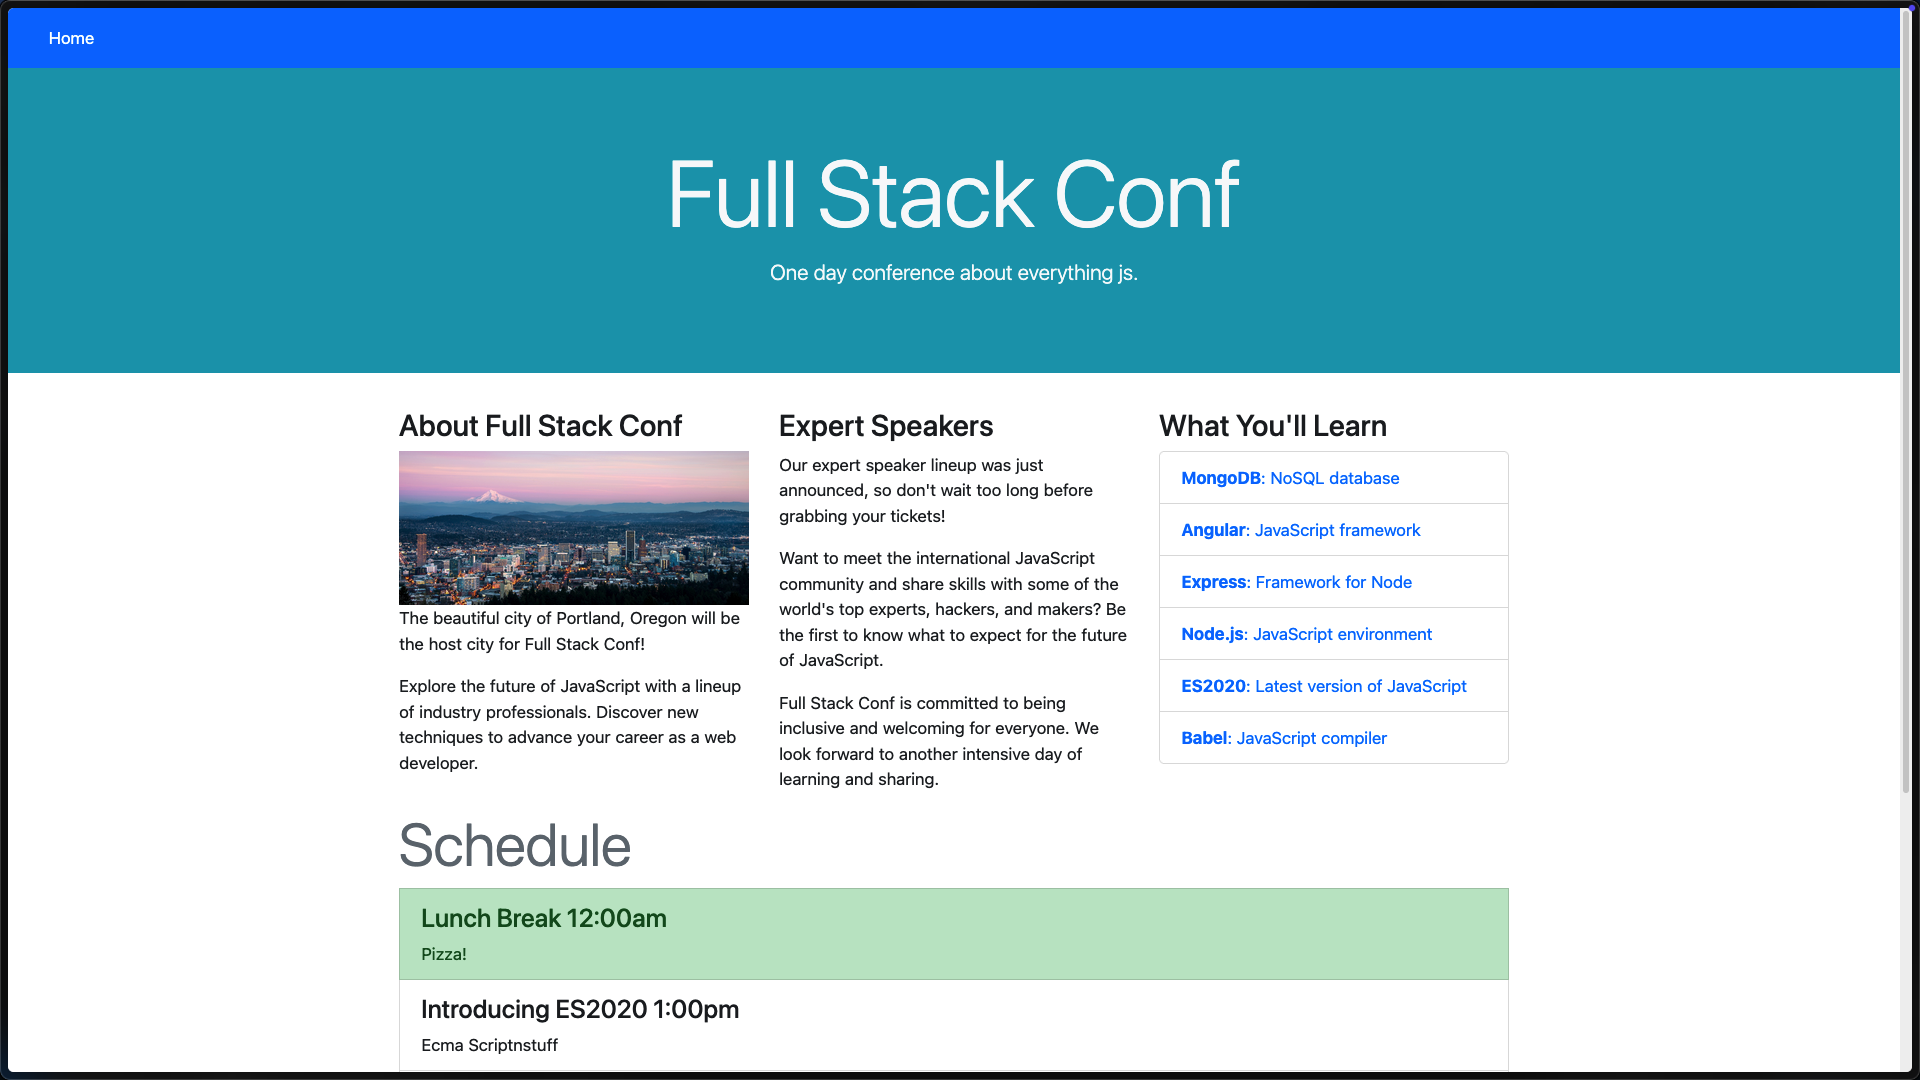 Home
Full Stack Conf
One day conference about everything js.
About Full Stack Conf
The beautiful city of Portland, Oregon will be
the host city for Full Stack Conf!
Explore the future of JavaScript with a lineup
of industry professionals. Discover new
techniques to advance your career as a web
developer.
Expert Speakers
Our expert speaker lineup was just
announced, so don't wait too long before
grabbing your tickets!
Want to meet the international JavaScript
community and share skills with some of the
world's top experts, hackers, and makers? Be
the first to know what to expect for the future
of JavaScript.
Full Stack Conf is committed to being
inclusive and welcoming for everyone. We
look forward to another intensive day of
learning and sharing.
What You'll Learn
MongoDB: NoSQL database
Angular: JavaScript framework
Express: Framework for Node
Node.js: JavaScript environment
ES2020: Latest version of JavaScript
Babel: JavaScript compiler
Schedule
Lunch Break 12:00am
Pizza!
Introducing ES2020 1:00pm
Ecma Scriptnstuff